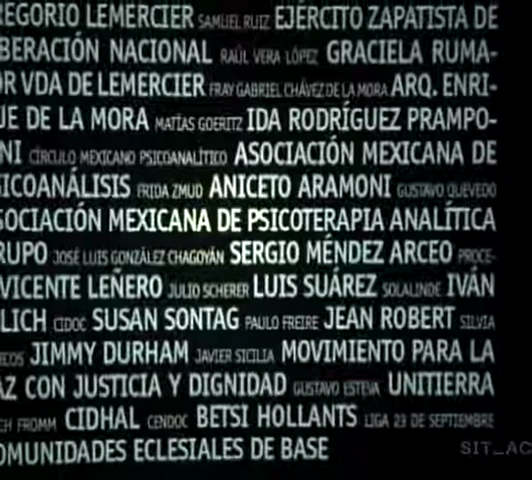 REGORIO LEMERCIER SAMUEL RUIZ EJÉRCITO ZAPATISTA DE
BERACIÓN NACIONAL RAÚL VERA LÓPEZ GRACIELA RUMA-
OR VDA DE LEMERCIER FRAY GABRIEL CHÁVEZ DE LA MORA ARQ. ENRI-
UE DE LA MORA MATÍAS GOERITZ IDA RODRÍGUEZ PRAMPO-
NI CÍRCULO MEXICANO PSICOANALÍTICO ASOCIACIÓN MEXICANA DE
SICOANÁLISIS FRIDA ZMUD ANICETO ARAMONI GUSTAVO QUEVEDO
SOCIACIÓN MEXICANA DE PSICOTERAPIA ANALÍTICA
RUPO JOSÉ LUIS GONZÁLEZ CHAGOYÁN SERGIO MÉNDEZ ARCEO PROCE-
VICENTE LEÑERO JULIO SCHERER LUIS SUÁREZ SOLALINDE IVÁN
LICH CIDOC SUSAN SONTAG PAULO FREIRE JEAN ROBERT SILVIA
COS JIMMY DURHAM JAVIER SICILIA MOVIMIENTO PARA LA
AZ CON JUSTICIA Y DIGNIDAD GUSTAVO ESTEVA UNITIERRA
CH FROMM CIDHAL CENDOC BETSI HOLLANTS LIGA 23 DE SEPTIEMBRE
OMUNIDADES ECLESIALES DE BASE
SIT_AC